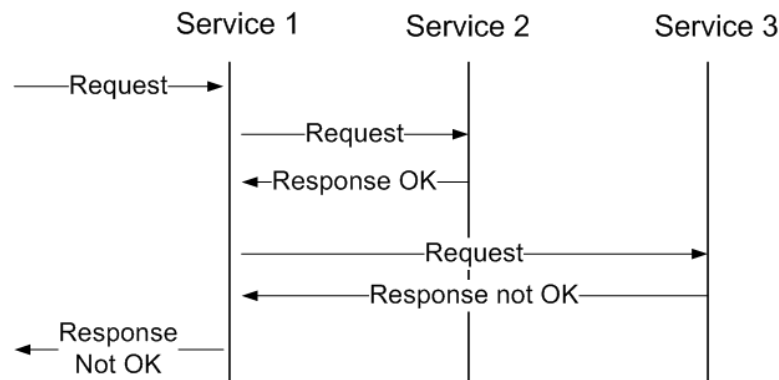 Service 1
Service 2
Service 3
Request
Request
Response OK
Request
Response not OK
Response
Not OK